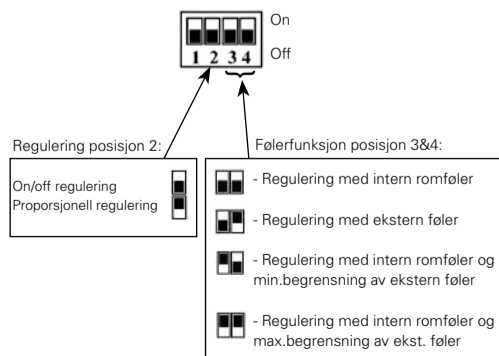 On
Off
1 2 3 4
Regulering posisjon 2:
On/off regulering
Proporsjonell regulering
Følerfunksjon posisjon 3&4:
- Regulering med intern romføler
- Regulering med ekstern føler
- Regulering med intern romføler og
min.begrensning av ekstern føler
- Regulering med intern romføler og
max.begrensning av ekst. føler